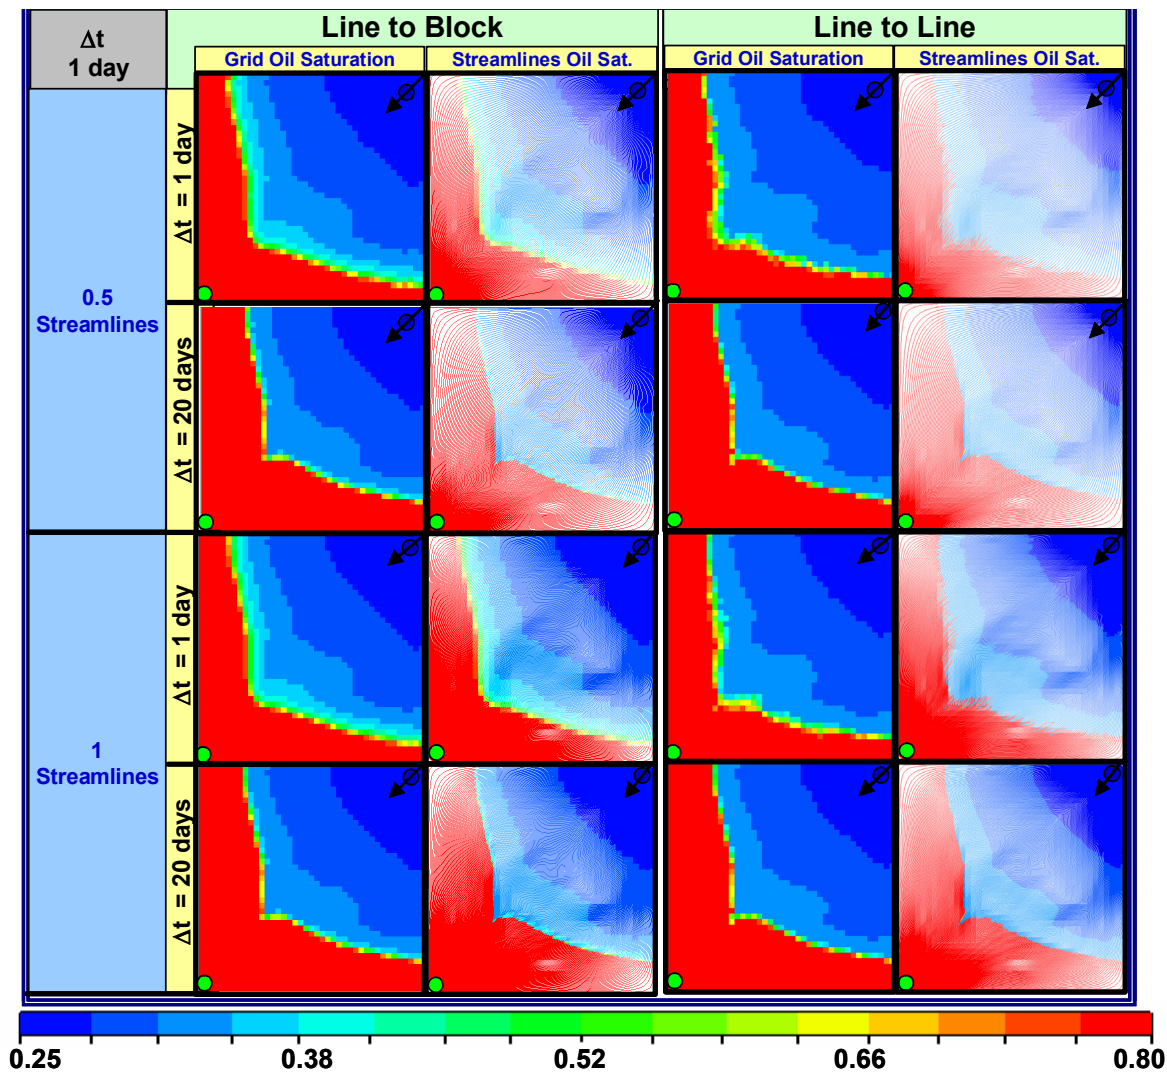 Δt
1 day
Line to Block
Line to Line
Grid Oil Saturation
Streamlines Oil Sat.
Grid Oil Saturation
Streamlines Oil Sat.
0.5
Streamlines
Δt = 1 day
Δt = 20 days
1
Streamlines
Δt = 1 day
Δt = 20 days
0.25
0.38
0.52
0.66
0.80